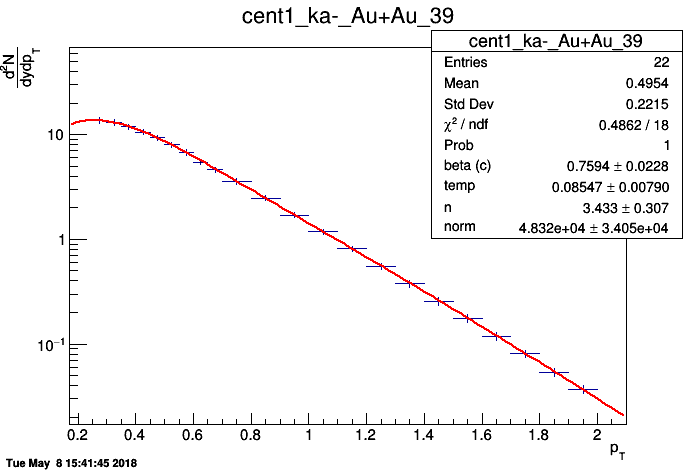 cent1_ka-_Au+Au_39
d²N
dydp_T
cent1_ka-_Au+Au_39
Entries 22
Mean 0.4954
Std Dev 0.2215
χ² / ndf 0.4862 / 18
Prob 1
beta (c) 0.7594 ± 0.0228
temp 0.08547 ± 0.00790
n 3.433 ± 0.307
norm 4.832e+04 ± 3.405e+04
10
1
10⁻¹
0.2 0.4 0.6 0.8 1 1.2 1.4 1.6 1.8 2
p_T
Tue May 8 15:41:45 2018